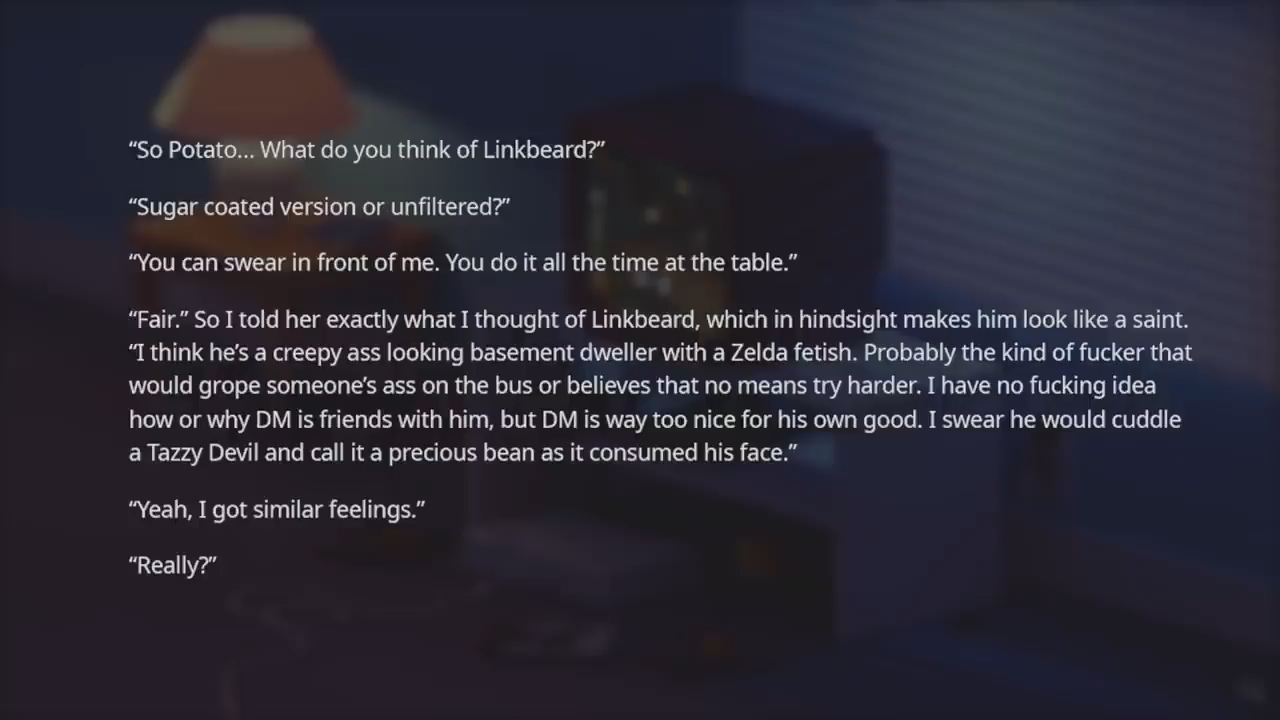 “So Potato... What do you think of Linkbeard?”
“Sugar coated version or unfiltered?”
“You can swear in front of me. You do it all the time at the table.”
“Fair.” So I told her exactly what I thought of Linkbeard, which in hindsight makes him look like a saint.
“I think he’s a creepy ass looking basement dweller with a Zelda fetish. Probably the kind of fucker that
would grope someone’s ass on the bus or believes that no means try harder. I have no fucking idea
how or why DM is friends with him, but DM is way too nice for his own good. I swear he would cuddle
a Tazzy Devil and call it a precious bean as it consumed his face.”
“Yeah, I got similar feelings.”
“Really?”